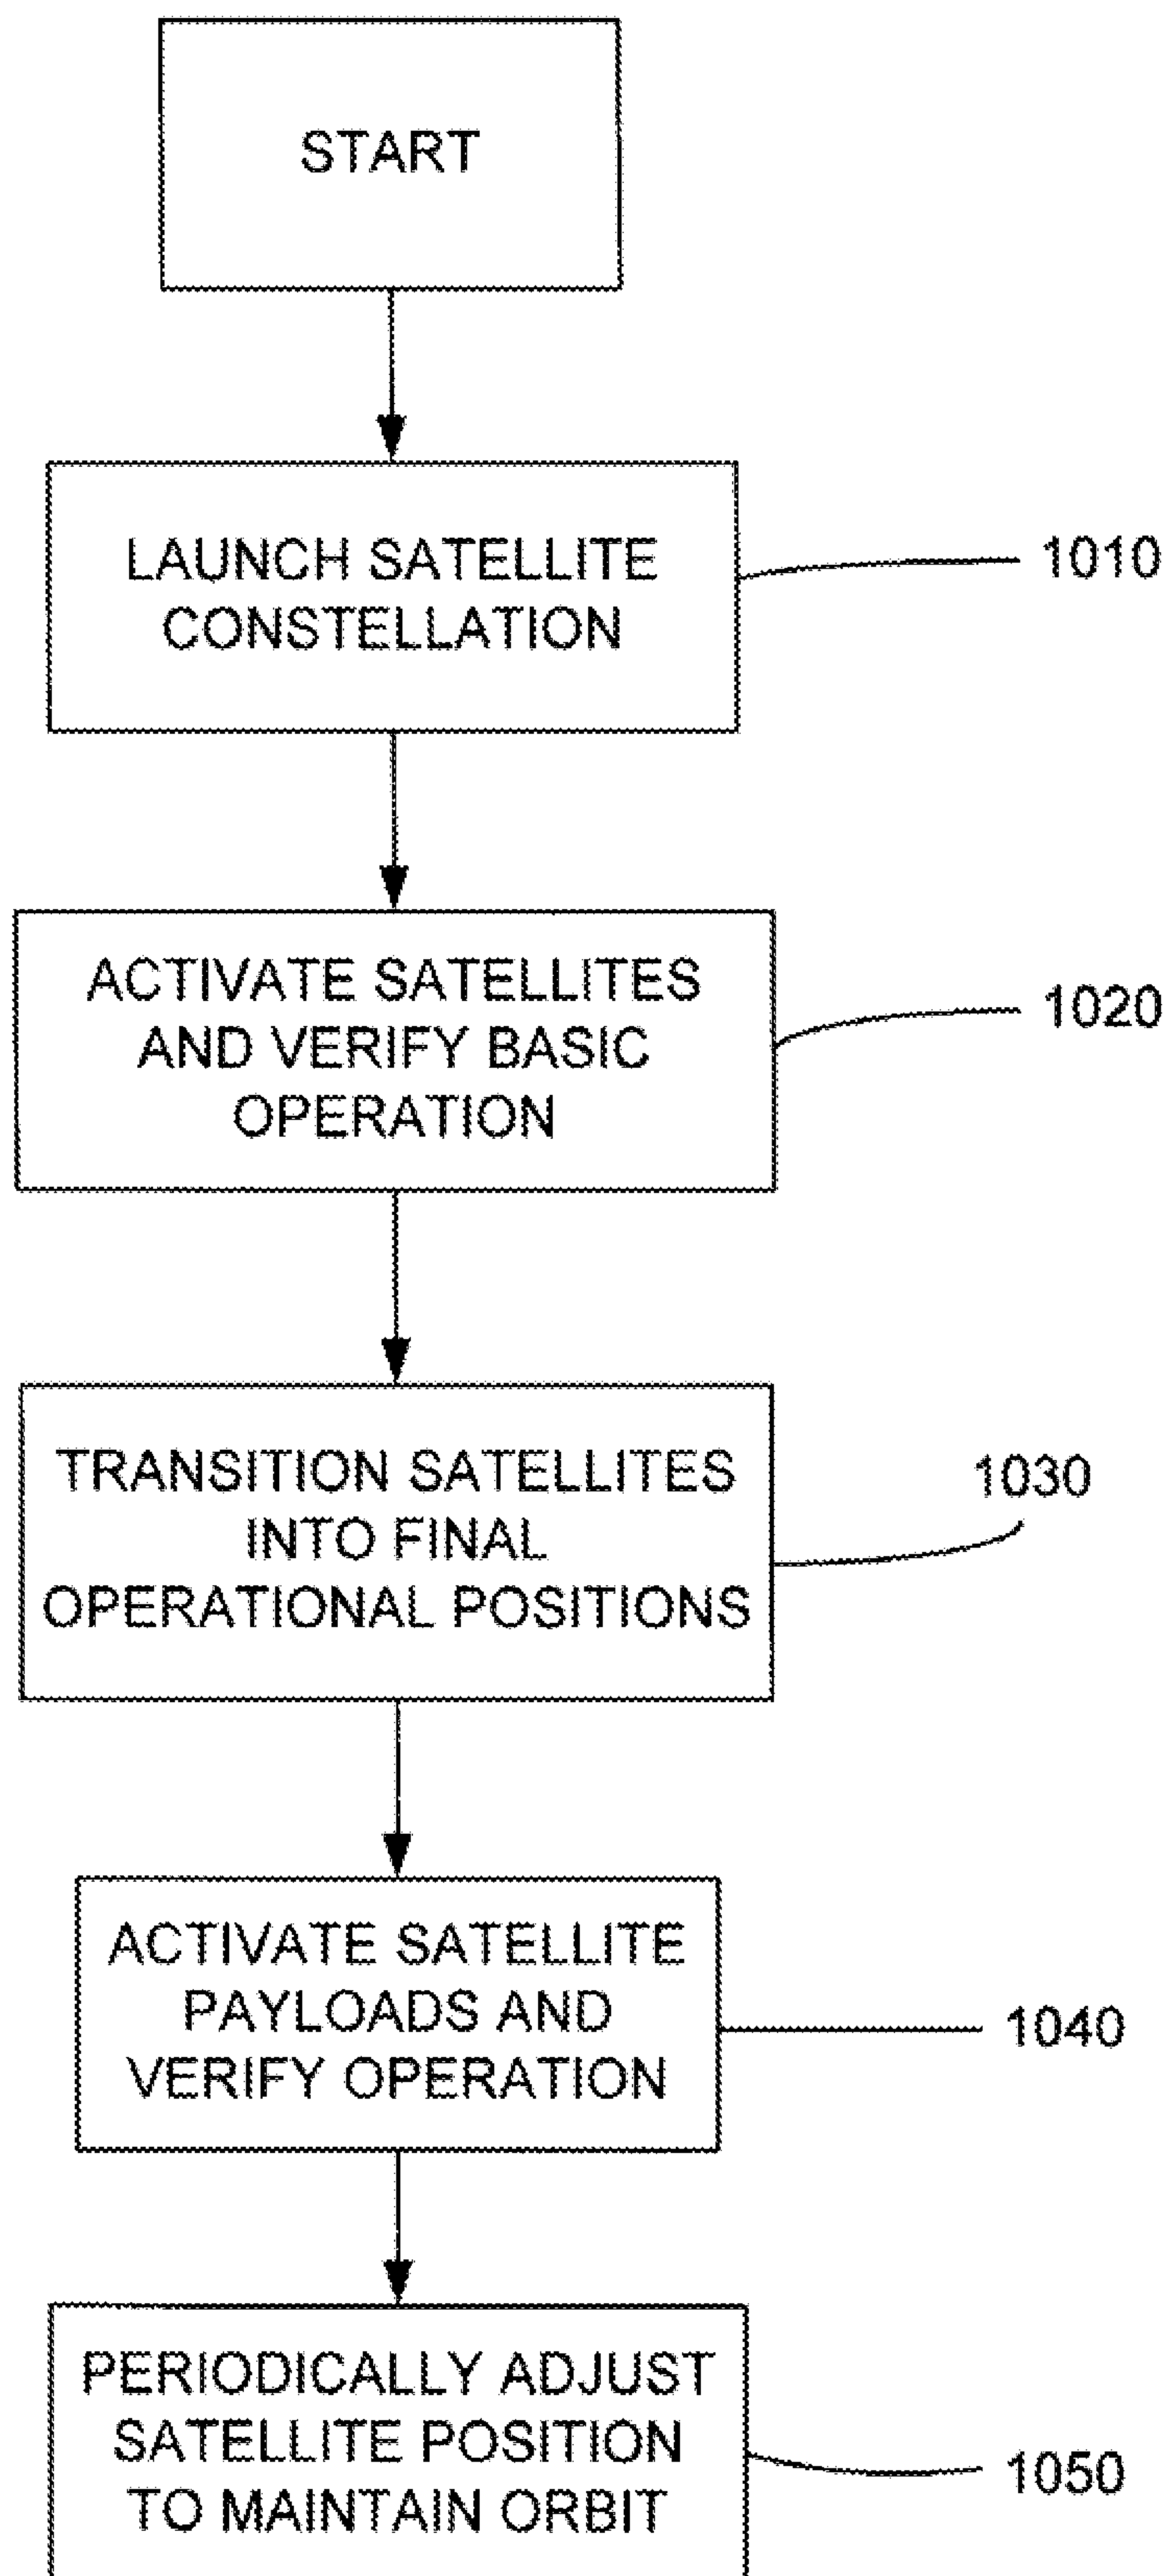 START
LAUNCH SATELLITE
CONSTELLATION
1010
ACTIVATE SATELLITES
AND VERIFY BASIC
OPERATION
1020
TRANSITION SATELLITES
INTO FINAL
OPERATIONAL POSITIONS
1030
ACTIVATE SATELLITE
PAYLOADS AND
VERIFY OPERATION
1040
PERIODICALLY ADJUST
SATELLITE POSITION
TO MAINTAIN ORBIT
1050